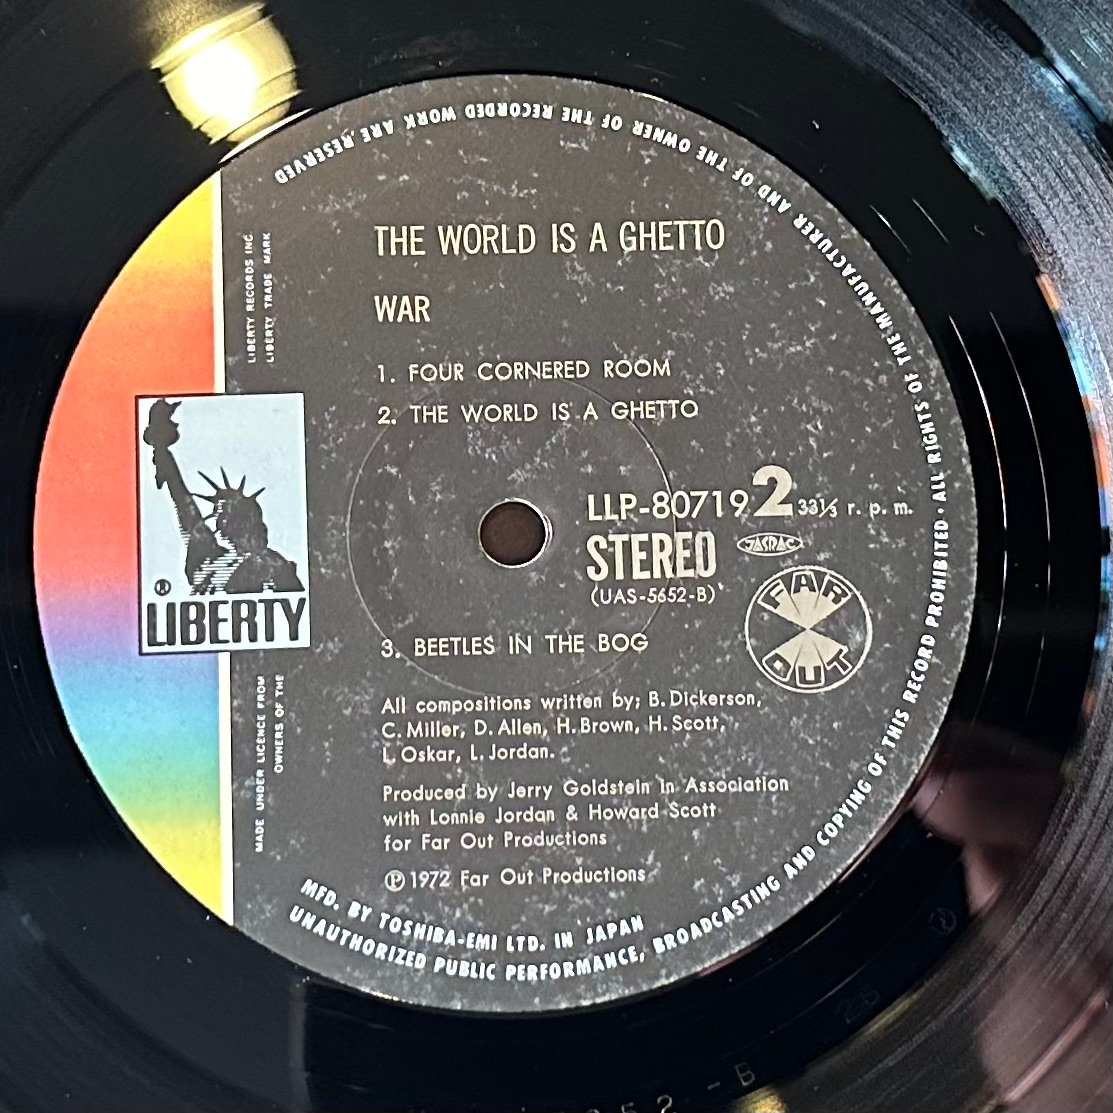 THE WORLD IS A GHETTO
WAR
1. FOUR CORNERED ROOM
2. THE WORLD IS A GHETTO
LLP-80719 2 33⅓ r. p. m.
STEREO JASRAC
(UAS-5652-B)
FAR OUT
3. BEETLES IN THE BOG
All compositions written by; B. Dickerson,
C. Miller, D. Allen, H. Brown, H. Scott,
L. Oskar, L. Jordan.
Produced by Jerry Goldstein In Association
with Lonnie Jordan & Howard Scott
for Far Out Productions
Ⓟ 1972 Far Out Productions
LIBERTY RECORDS INC.
LIBERTY TRADE MARK
®
LIBERTY
MADE UNDER LICENCE FROM
OWNERS OF THE
MFD. BY TOSHIBA-EMI LTD. IN JAPAN
UNAUTHORIZED PUBLIC PERFORMANCE, BROADCASTING AND COPYING OF THIS RECORD PROHIBITED · ALL RIGHTS OF THE MANUFACTURER AND OF THE OWNER OF THE RECORDED WORK ARE RESERVED